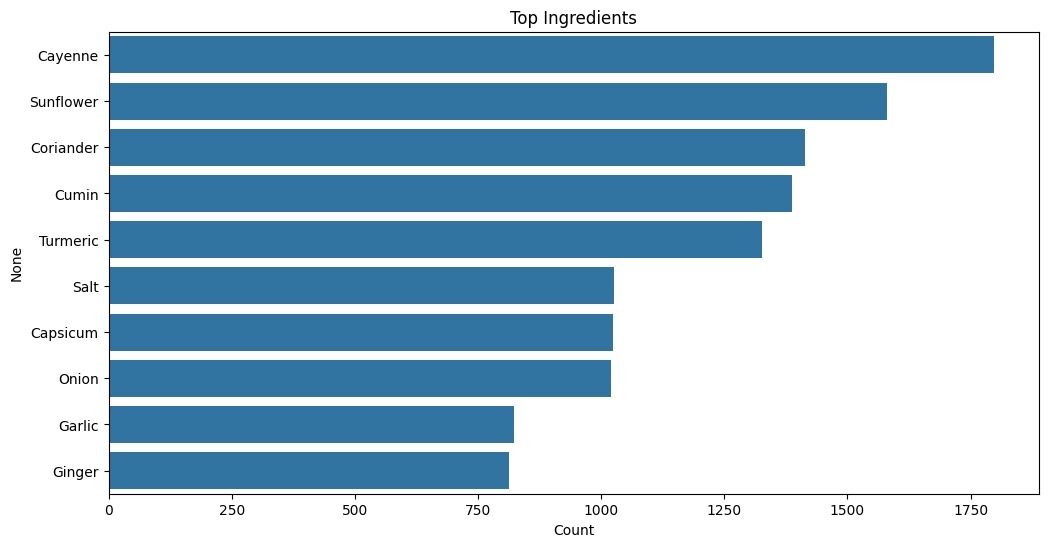 Top Ingredients
Cayenne
Sunflower
Coriander
Cumin
Turmeric
Salt
Capsicum
Onion
Garlic
Ginger
None
0 250 500 750 1000 1250 1500 1750
Count